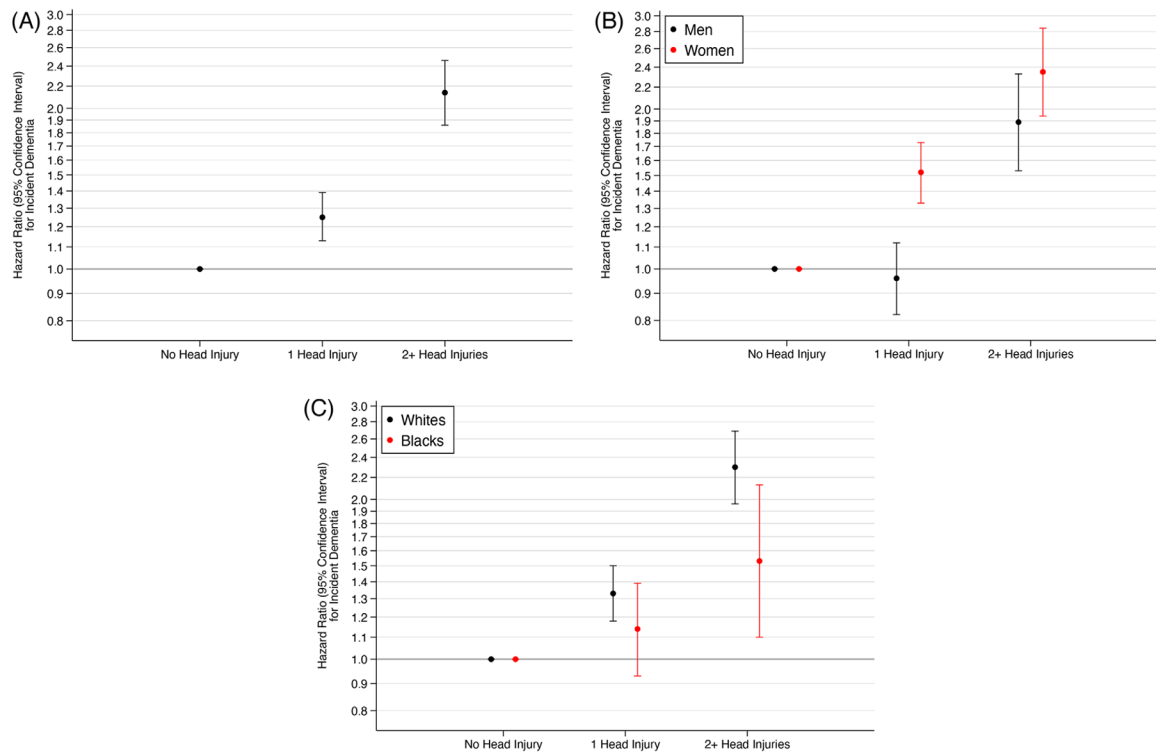 (A)
Hazard Ratio (95% Confidence Interval)
for Incident Dementia
3.0
2.8
2.6
2.4
2.2
2.0
1.9
1.8
1.7
1.6
1.5
1.4
1.3
1.2
1.1
1.0
0.9
0.8
No Head Injury
1 Head Injury
2+ Head Injuries
(B)
Men
Women
Hazard Ratio (95% Confidence Interval)
for Incident Dementia
3.0
2.8
2.6
2.4
2.2
2.0
1.9
1.8
1.7
1.6
1.5
1.4
1.3
1.2
1.1
1.0
0.9
0.8
No Head Injury
1 Head Injury
2+ Head Injuries
(C)
Whites
Blacks
Hazard Ratio (95% Confidence Interval)
for Incident Dementia
3.0
2.8
2.6
2.4
2.2
2.0
1.9
1.8
1.7
1.6
1.5
1.4
1.3
1.2
1.1
1.0
0.9
0.8
No Head Injury
1 Head Injury
2+ Head Injuries